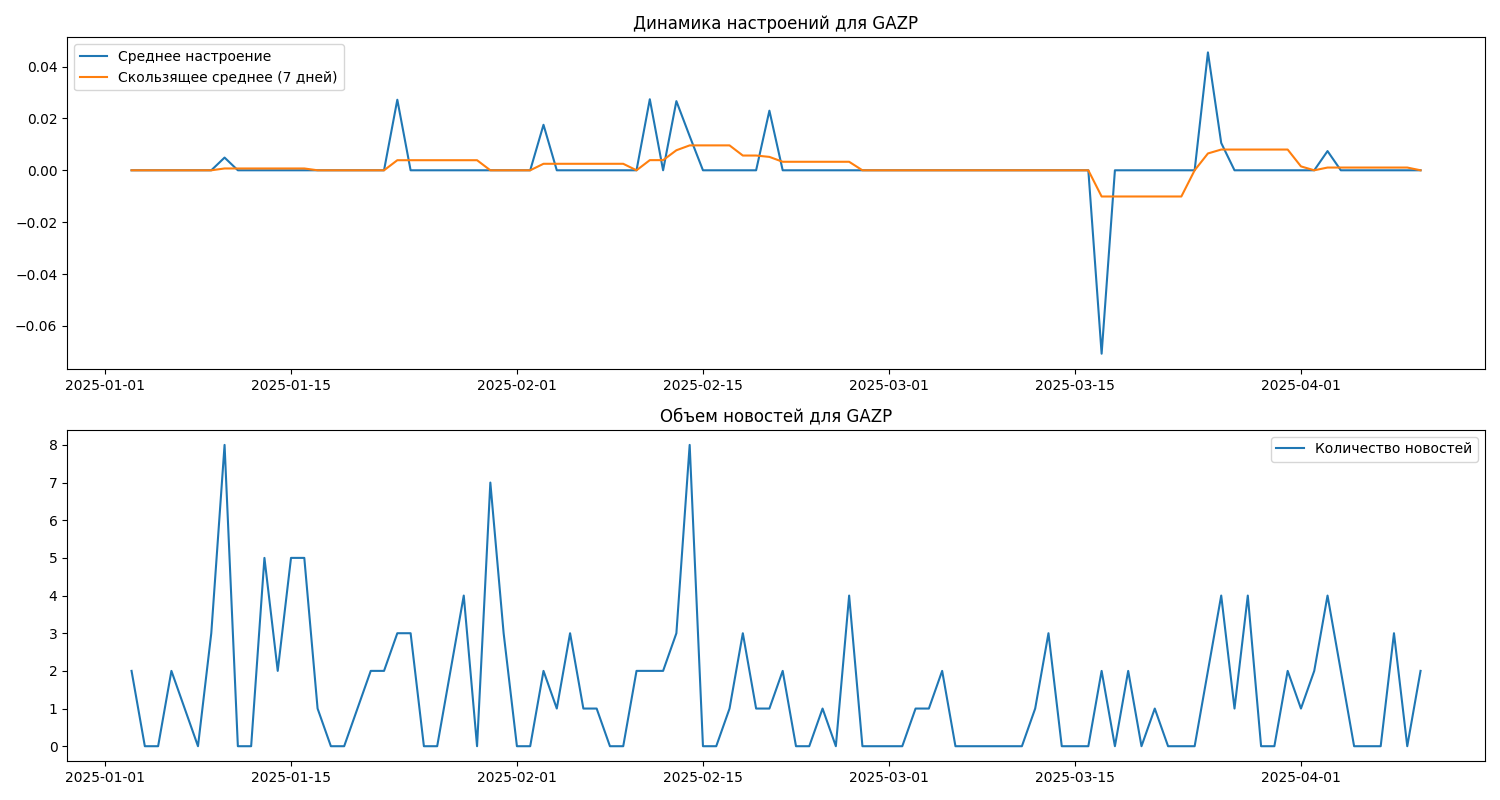 Динамика настроений для GAZP
Среднее настроение
Скользящее среднее (7 дней)
0.04
0.02
0.00
−0.02
−0.04
−0.06
2025-01-01 2025-01-15 2025-02-01 2025-02-15 2025-03-01 2025-03-15 2025-04-01
Объем новостей для GAZP
Количество новостей
8
7
6
5
4
3
2
1
0
2025-01-01 2025-01-15 2025-02-01 2025-02-15 2025-03-01 2025-03-15 2025-04-01